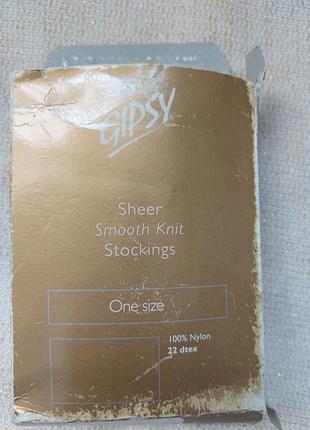 GIPSY
Sheer
Smooth Knit
Stockings
One size
100% Nylon
22 dtex